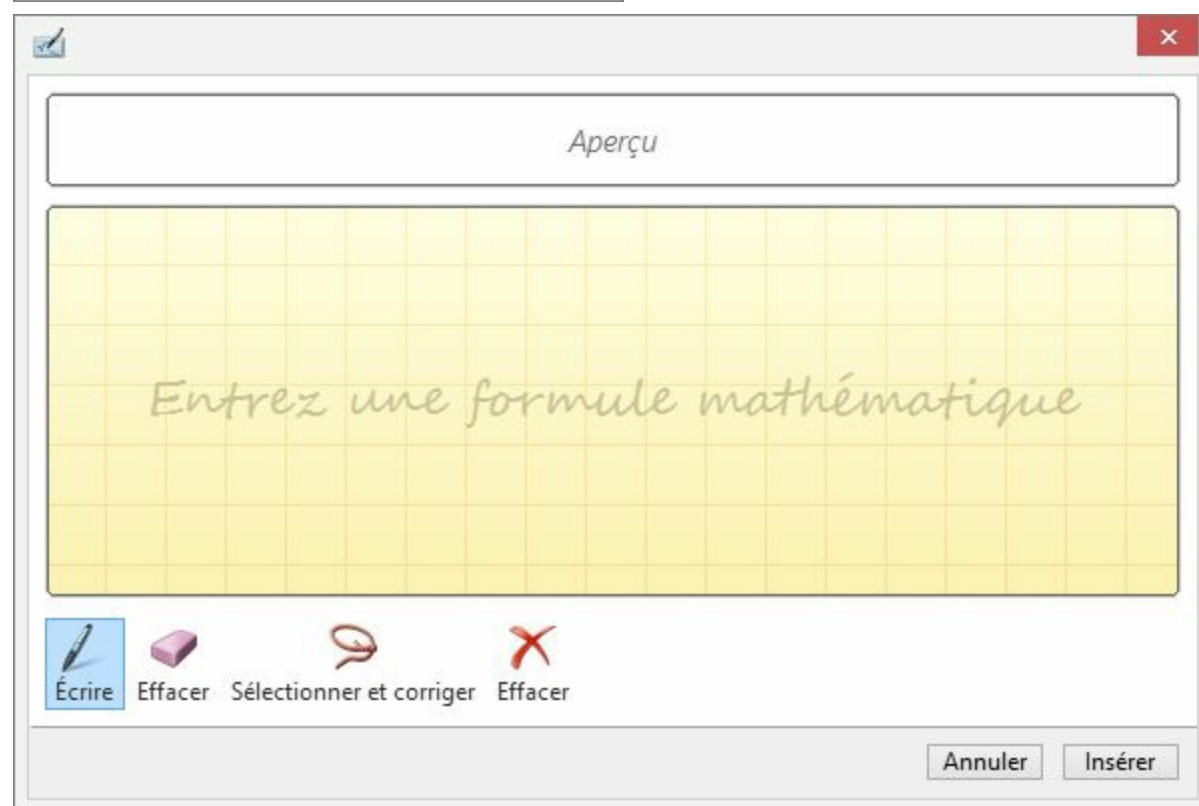 Aperçu
Entrez une formule mathématique
Écrire Effacer Sélectionner et corriger Effacer
Annuler Insérer